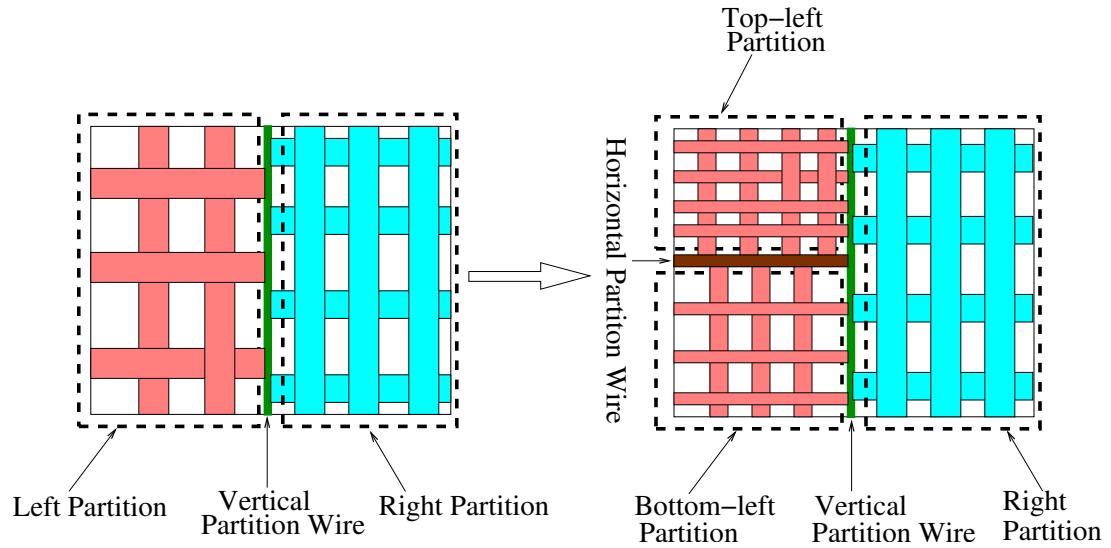 Top−left
Partition
Horizontal Partiton Wire
Left Partition
Vertical
Partition Wire
Right Partition
Bottom−left
Partition
Vertical
Partition Wire
Right
Partition